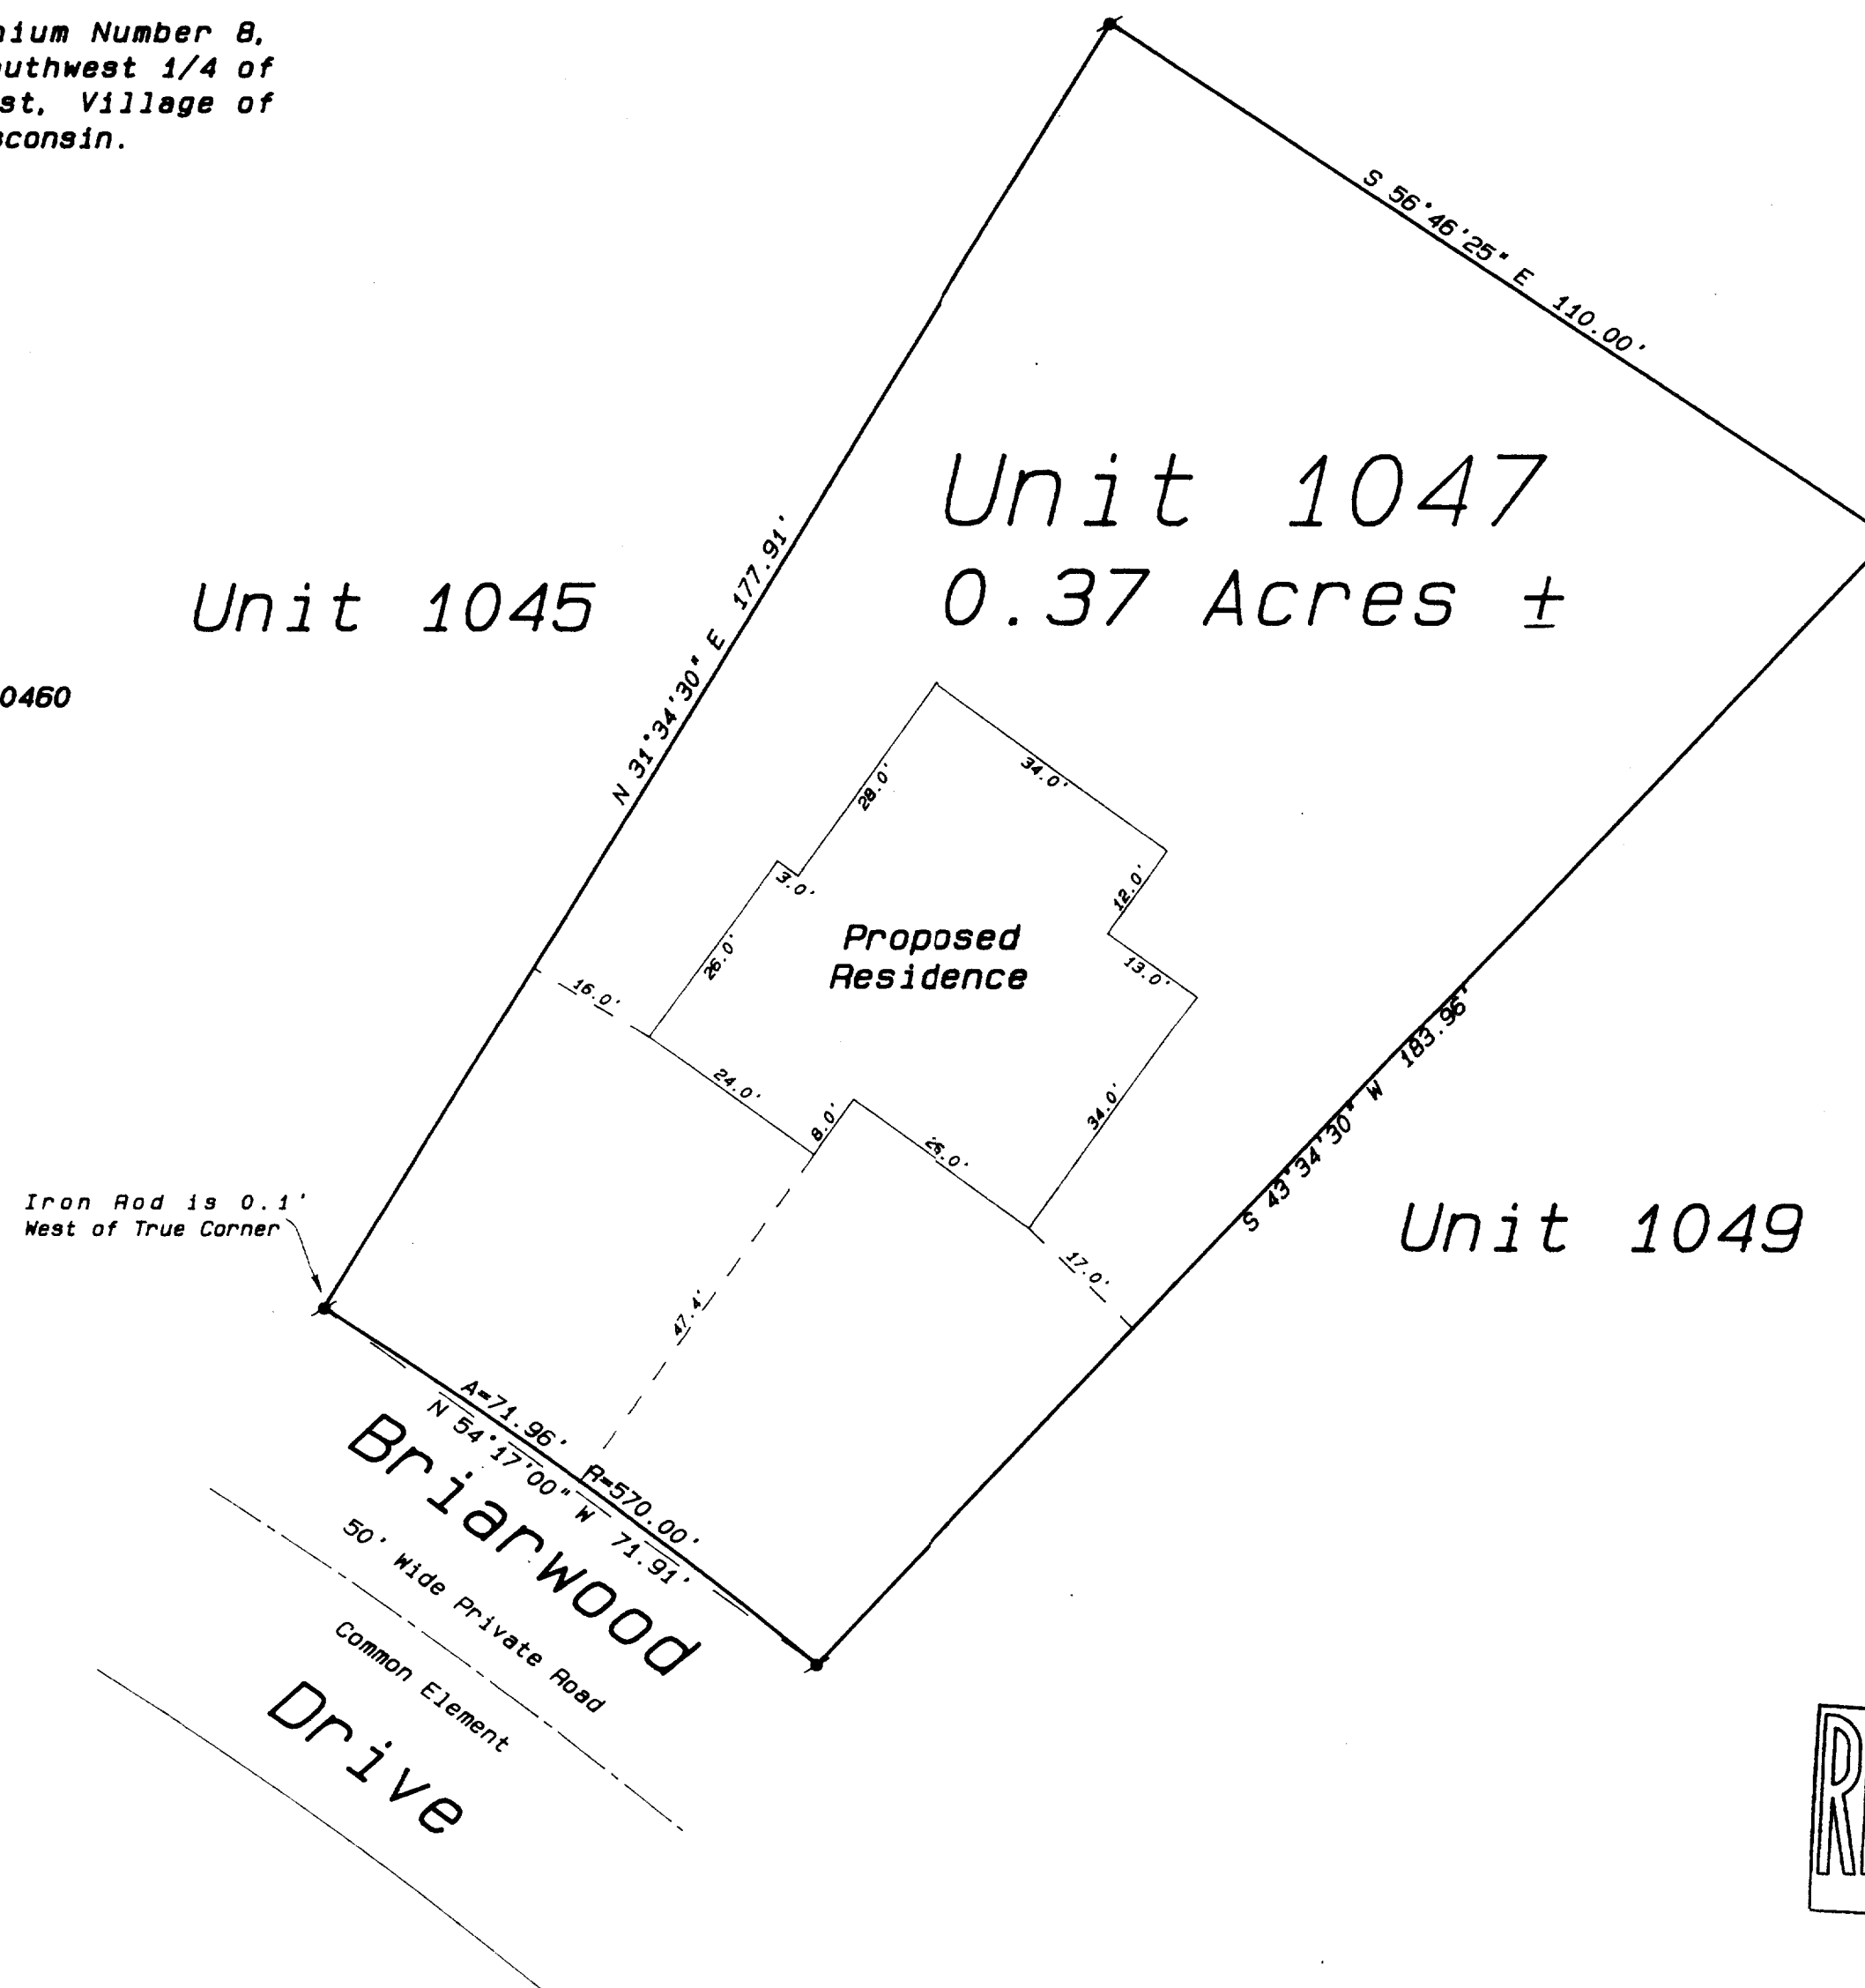 Number 8,
1/4 of
Village of
Unit 1047
0.37 Acres ±
Unit 1045
0460
S 56°46'25" E 110.00'
N 31°34'30" E 177.91'
28.0'
34.0'
3.0'
12.0'
26.0'
Proposed
Residence
13.0'
16.0'
24.0'
8.0'
26.0'
34.0'
17.0'
47.4'
S 43°34'30" W 183.96'
Unit 1049
Iron Rod is 0.1'
West of True Corner
A=71.96' R=570.00'
N 54°17'00" W 71.91'
Briarwood
50' Wide Private Road
Common Element
Drive